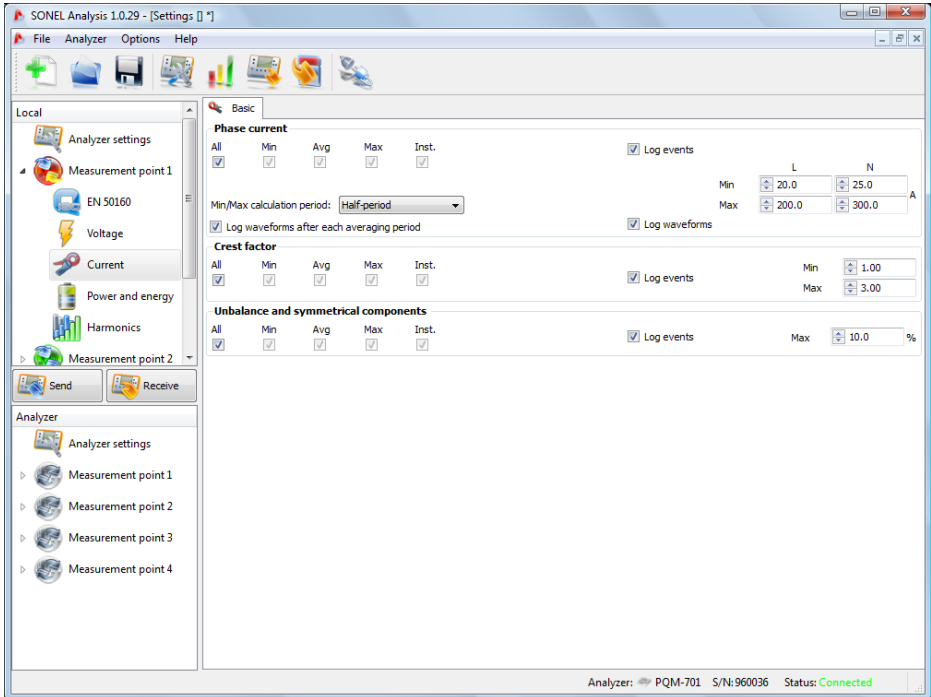 SONEL Analysis 1.0.29 - [Settings [] *]
File Analyzer Options Help
Local
Analyzer settings
Measurement point 1
EN 50160
Voltage
Current
Power and energy
Harmonics
Measurement point 2
Send Receive
Analyzer
Analyzer settings
Measurement point 1
Measurement point 2
Measurement point 3
Measurement point 4
Basic
Phase current
All Min Avg Max Inst.
Log events
L N
Min 20.0 25.0
A
Min/Max calculation period: Half-period
Max 200.0 300.0
Log waveforms after each averaging period
Log waveforms
Crest factor
All Min Avg Max Inst.
Log events
Min 1.00
Max 3.00
Unbalance and symmetrical components
All Min Avg Max Inst.
Log events Max 10.0 %
Analyzer: PQM-701 S/N: 960036 Status: Connected